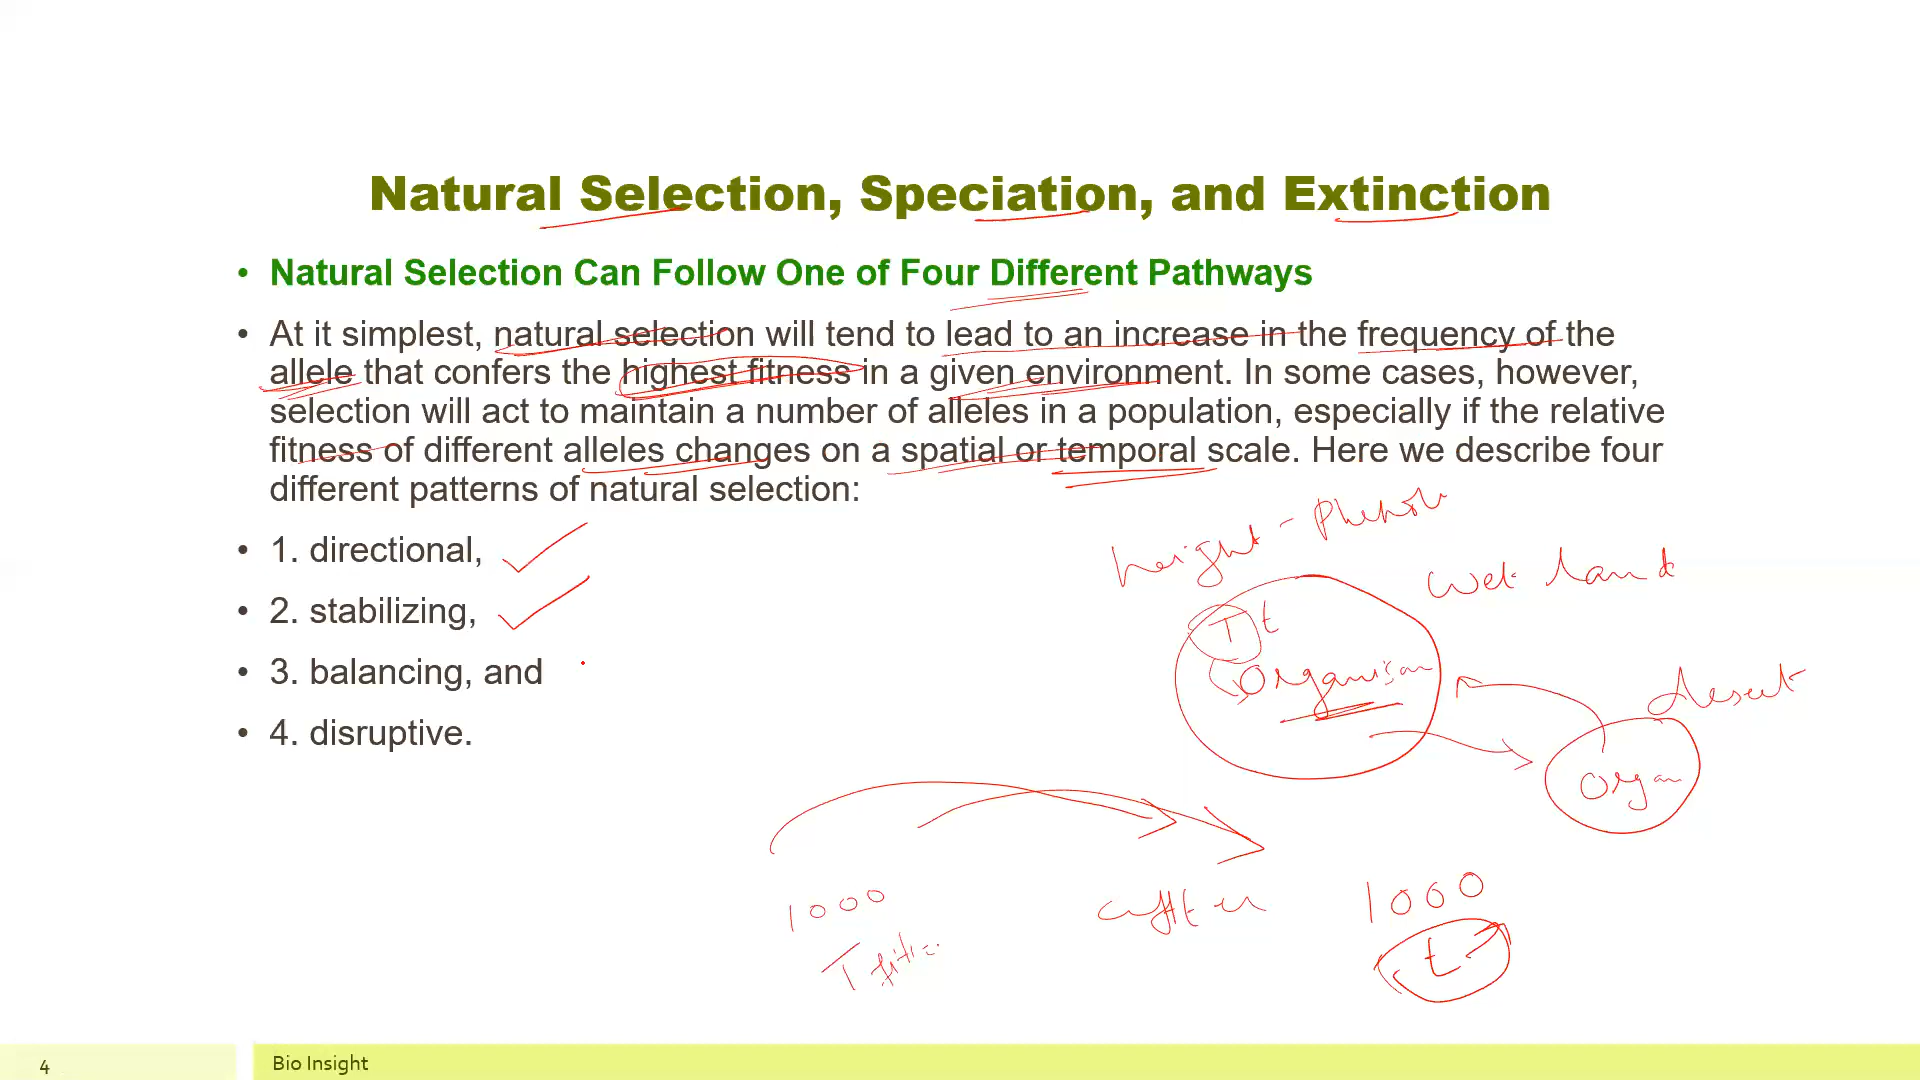 Natural Selection, Speciation, and Extinction
• Natural Selection Can Follow One of Four Different Pathways
• At it simplest, natural selection will tend to lead to an increase in the frequency of the
allele that confers the highest fitness in a given environment. In some cases, however,
selection will act to maintain a number of alleles in a population, especially if the relative
fitness of different alleles changes on a spatial or temporal scale. Here we describe four
different patterns of natural selection:
• 1. directional,
• 2. stabilizing,
• 3. balancing, and
• 4. disruptive.
height -
wet land
T t
Organism
desert
Organ
1000
after
1000
T
t
4
Bio Insight